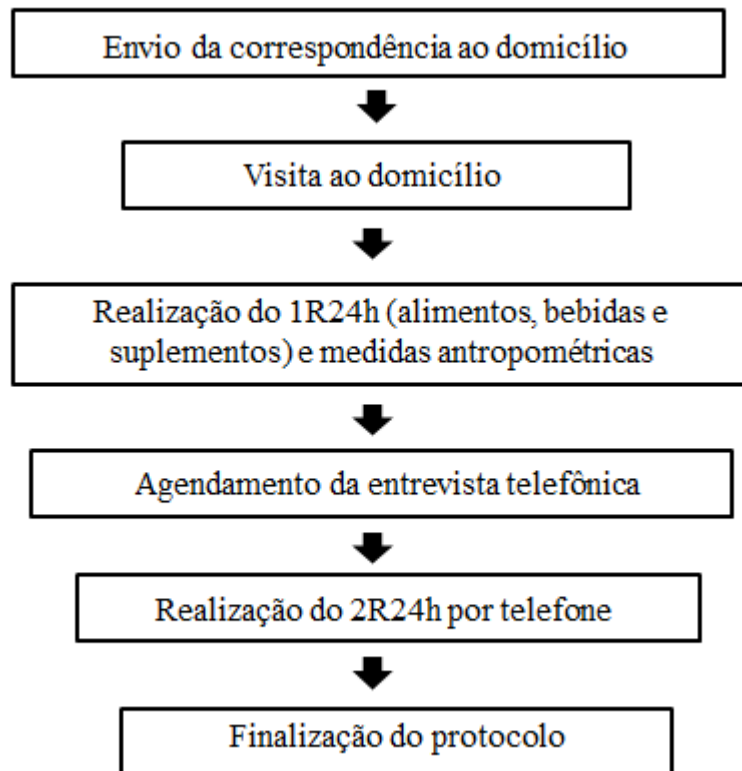 Envio da correspondência ao domicílio
Visita ao domicílio
Realização do 1R24h (alimentos, bebidas e
suplementos) e medidas antropométricas
Agendamento da entrevista telefônica
Realização do 2R24h por telefone
Finalização do protocolo